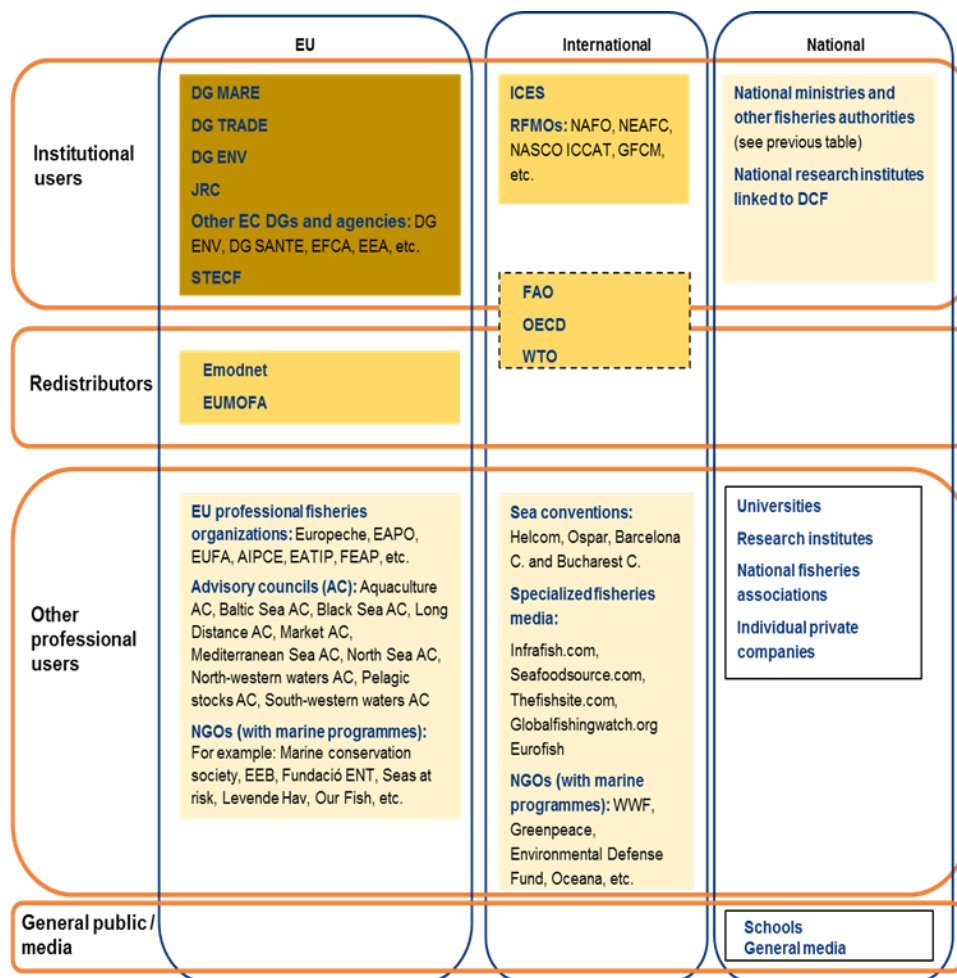 EU
International
National
Institutional
users
DG MARE
DG TRADE
DG ENV
JRC
Other EC DGs and agencies: DG
ENV, DG SANTE, EFCA, EEA, etc.
STECF
ICES
RFMOs: NAFO, NEAFC,
NASCO ICCAT, GFCM,
etc.
National ministries and
other fisheries authorities
(see previous table)
National research institutes
linked to DCF
FAO
OECD
WTO
Redistributors
Emodnet
EUMOFA
Other
professional
users
EU professional fisheries
organizations: Europeche, EAPO,
EUFA, AIPCE, EATIP, FEAP, etc.
Advisory councils (AC): Aquaculture
AC, Baltic Sea AC, Black Sea AC, Long
Distance AC, Market AC,
Mediterranean Sea AC, North Sea AC,
North-western waters AC, Pelagic
stocks AC, South-western waters AC
NGOs (with marine programmes):
For example: Marine conservation
society, EEB, Fundació ENT, Seas at
risk, Levende Hav, Our Fish, etc.
Sea conventions:
Helcom, Ospar, Barcelona
C. and Bucharest C.
Specialized fisheries
media:
Infrafish.com,
Seafoodsource.com,
Thefishsite.com,
Globalfishingwatch.org
Eurofish
NGOs (with marine
programmes): WWF,
Greenpeace,
Environmental Defense
Fund, Oceana, etc.
Universities
Research institutes
National fisheries
associations
Individual private
companies
General public /
media
Schools
General media